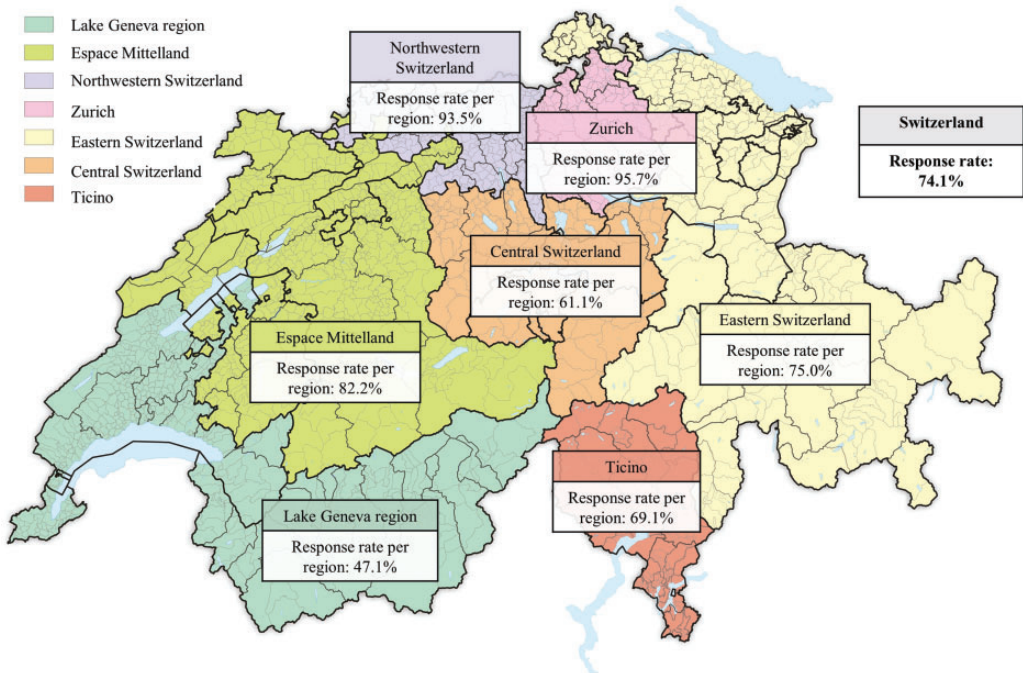 Lake Geneva region
Espace Mittelland
Northwestern Switzerland
Zurich
Eastern Switzerland
Central Switzerland
Ticino
Northwestern
Switzerland
Response rate per
region: 93.5%
Zurich
Response rate per
region: 95.7%
Switzerland
Response rate:
74.1%
Central Switzerland
Response rate per
region: 61.1%
Espace Mittelland
Response rate per
region: 82.2%
Eastern Switzerland
Response rate per
region: 75.0%
Ticino
Response rate per
region: 69.1%
Lake Geneva region
Response rate per
region: 47.1%